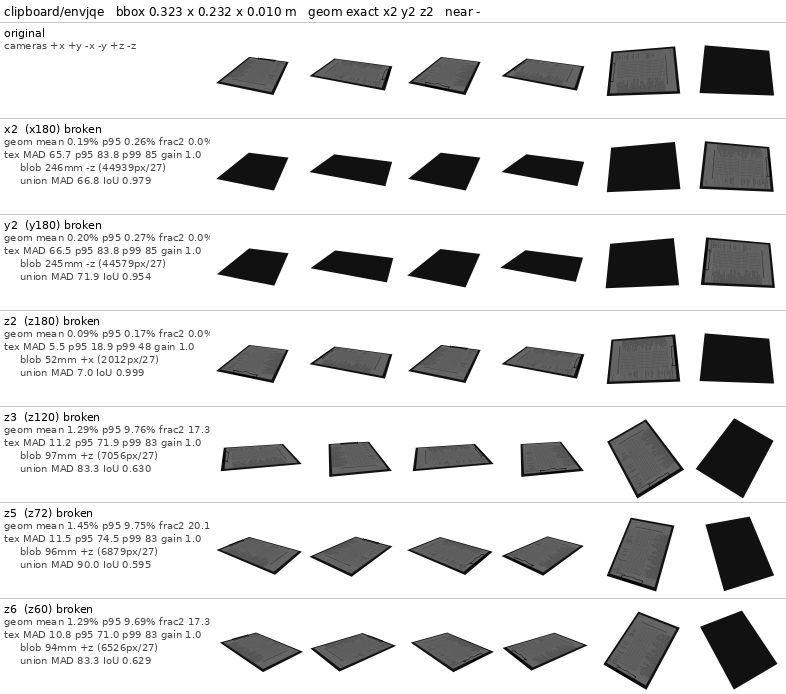 clipboard/envjqe bbox 0.323 x 0.232 x 0.010 m geom exact x2 y2 z2 near -
original
cameras +x +y -x -y +z -z
x2 (x180) broken
geom mean 0.19% p95 0.26% frac2 0.0%
tex MAD 65.7 p95 83.8 p99 85 gain 1.0
blob 246mm -z (44939px/27)
union MAD 66.8 IoU 0.979
y2 (y180) broken
geom mean 0.20% p95 0.27% frac2 0.0%
tex MAD 66.5 p95 83.8 p99 85 gain 1.0
blob 245mm -z (44579px/27)
union MAD 71.9 IoU 0.954
z2 (z180) broken
geom mean 0.09% p95 0.17% frac2 0.0%
tex MAD 5.5 p95 18.9 p99 48 gain 1.0
blob 52mm +x (2012px/27)
union MAD 7.0 IoU 0.999
z3 (z120) broken
geom mean 1.29% p95 9.76% frac2 17.3
tex MAD 11.2 p95 71.9 p99 83 gain 1.0
blob 97mm +z (7056px/27)
union MAD 83.3 IoU 0.630
z5 (z72) broken
geom mean 1.45% p95 9.75% frac2 20.1
tex MAD 11.5 p95 74.5 p99 83 gain 1.0
blob 96mm +z (6879px/27)
union MAD 90.0 IoU 0.595
z6 (z60) broken
geom mean 1.29% p95 9.69% frac2 17.3
tex MAD 10.8 p95 71.0 p99 83 gain 1.0
blob 94mm +z (6526px/27)
union MAD 83.3 IoU 0.629